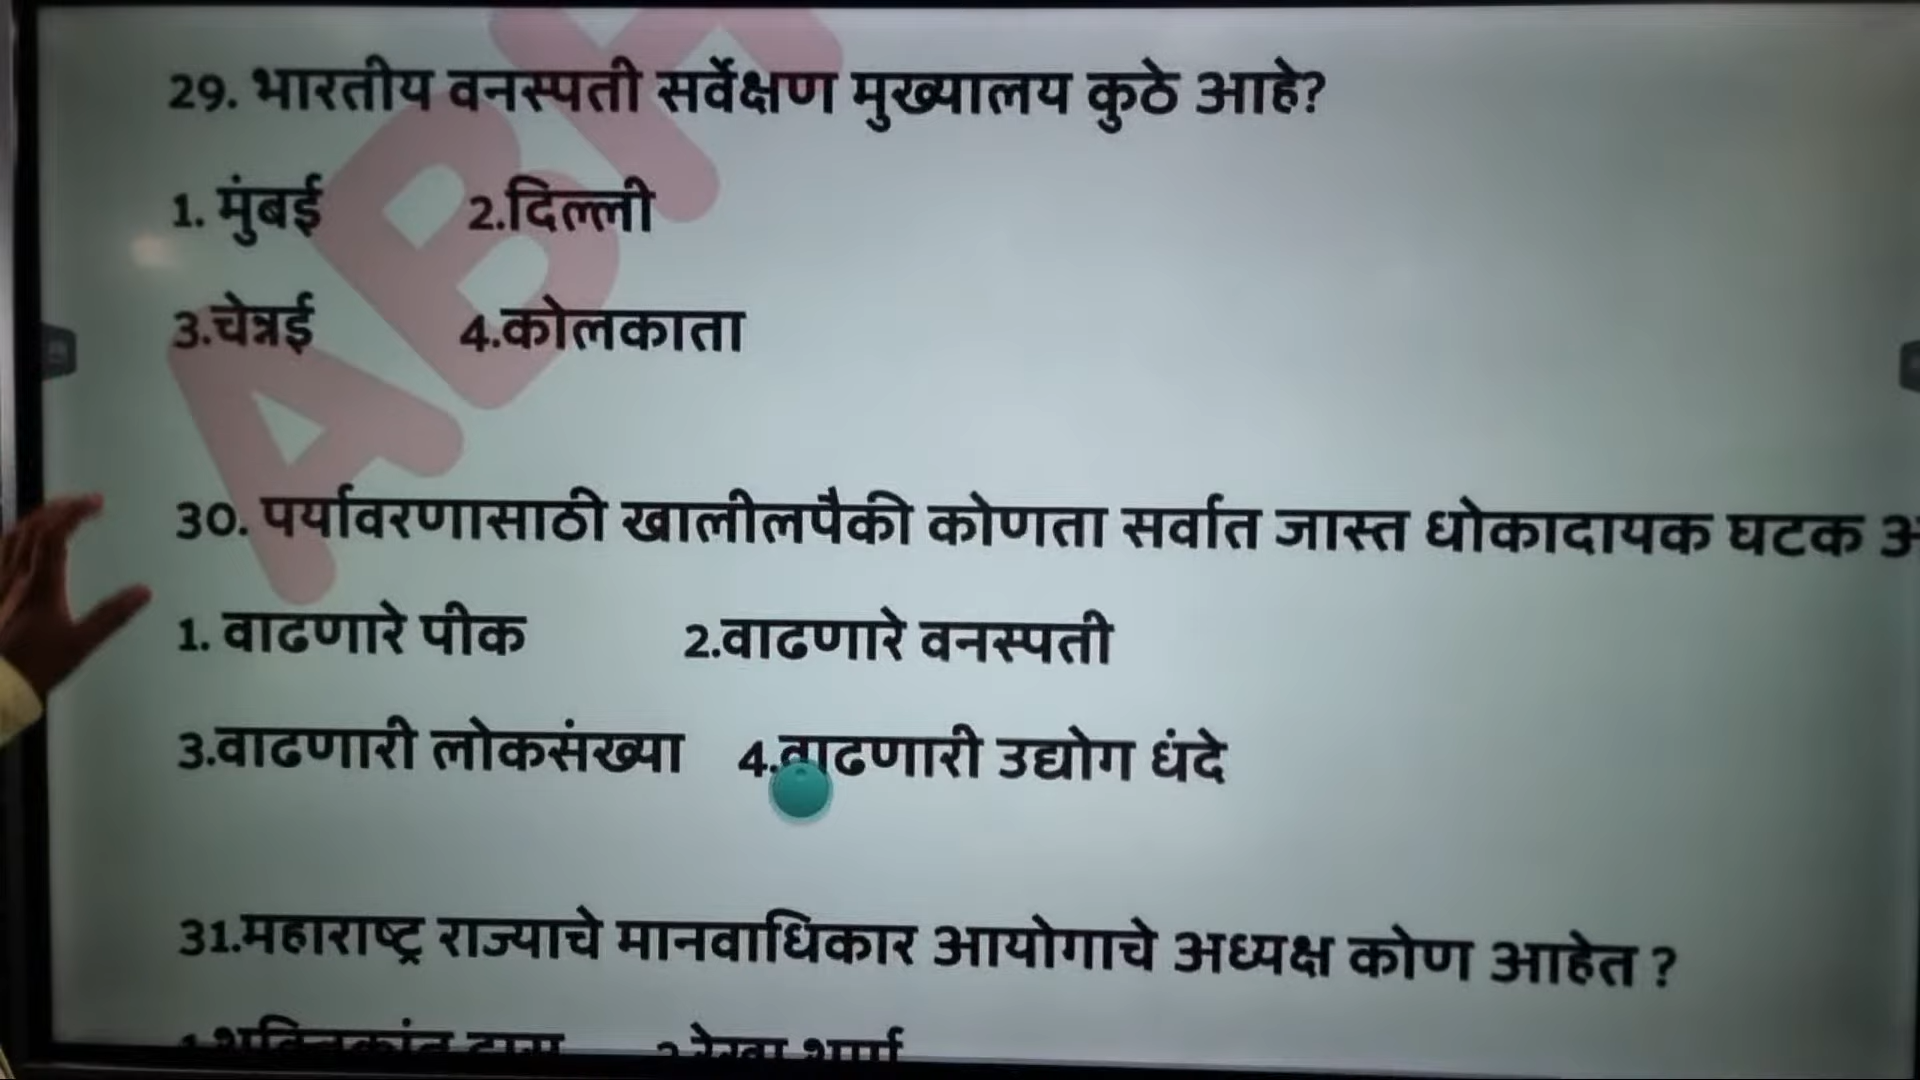 29. भारतीय वनस्पती सर्वेक्षण मुख्यालय कुठे आहे?
1. मुंबई 2.दिल्ली
3.चेन्नई 4.कोलकाता
30. पर्यावरणासाठी खालीलपैकी कोणता सर्वात जास्त धोकादायक घटक
1. वाढणारे पीक 2.वाढणारे वनस्पती
3.वाढणारी लोकसंख्या 4.वाढणारी उद्योग धंदे
31.महाराष्ट्र राज्याचे मानवाधिकार आयोगाचे अध्यक्ष कोण आहेत ?